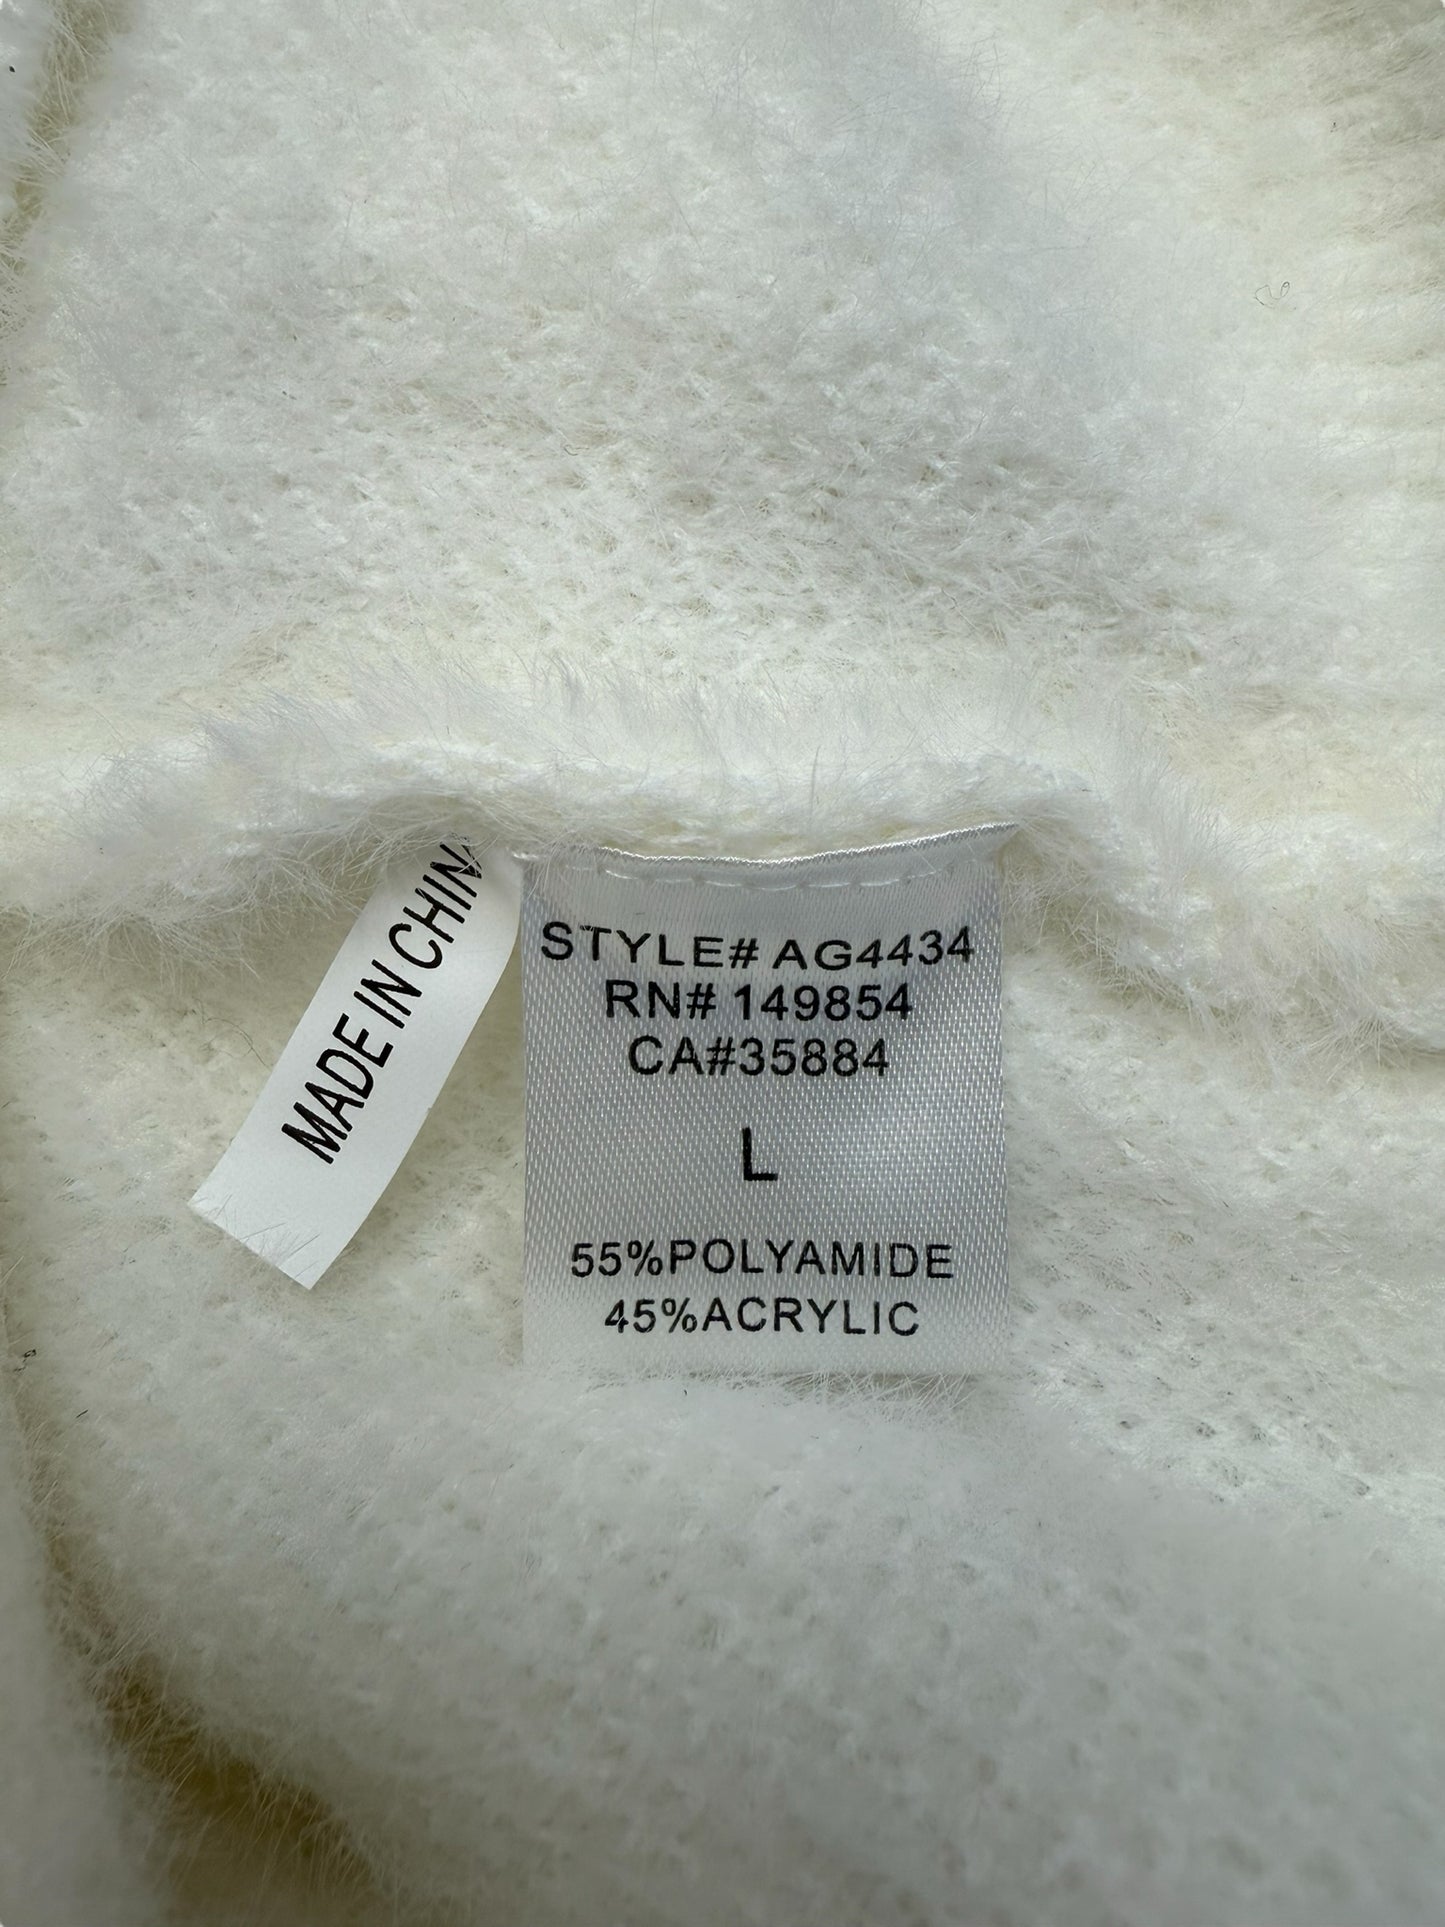 MADE IN CHINA
STYLE# AG4434
RN# 149854
CA#35884
L
55%POLYAMIDE
45%ACRYLIC